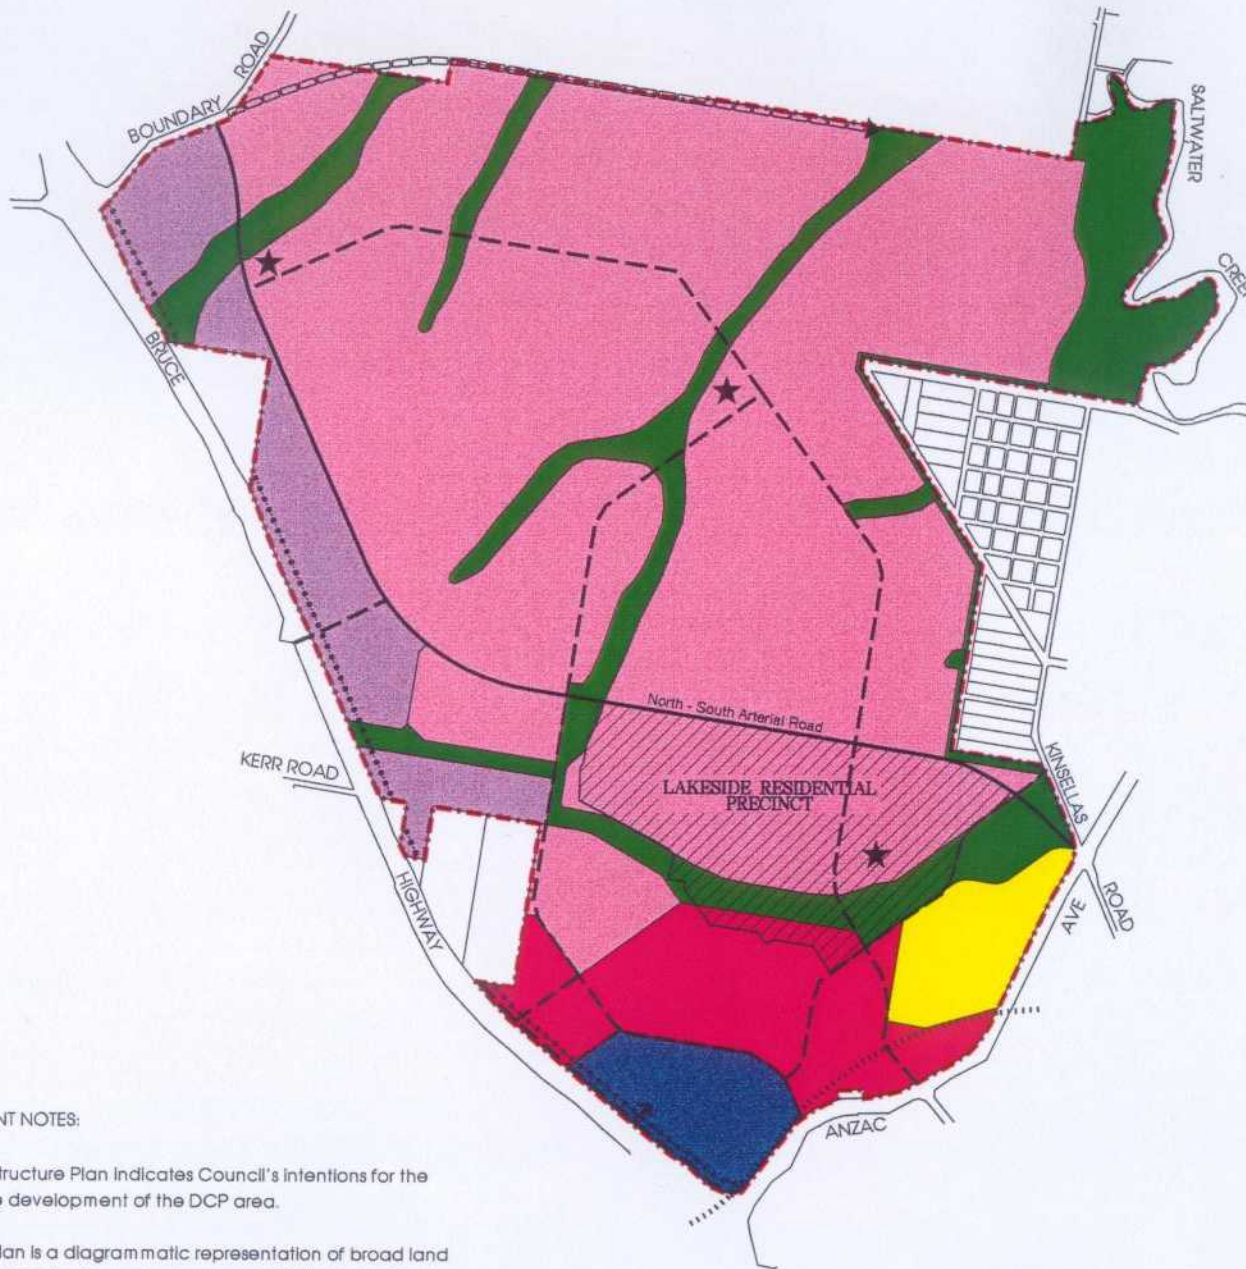 BOUNDARY ROAD
SALTWATER
CREEK
BRUCE
North - South Arterial Road
KERR ROAD
LAKESIDE RESIDENTIAL
PRECINCT
KINSELLAS
ROAD
HIGHWAY
AVE
ANZAC
NT NOTES:
tructure Plan indicates Council's intentions for the
e development of the DCP area.
lan is a diagrammatic representation of broad land